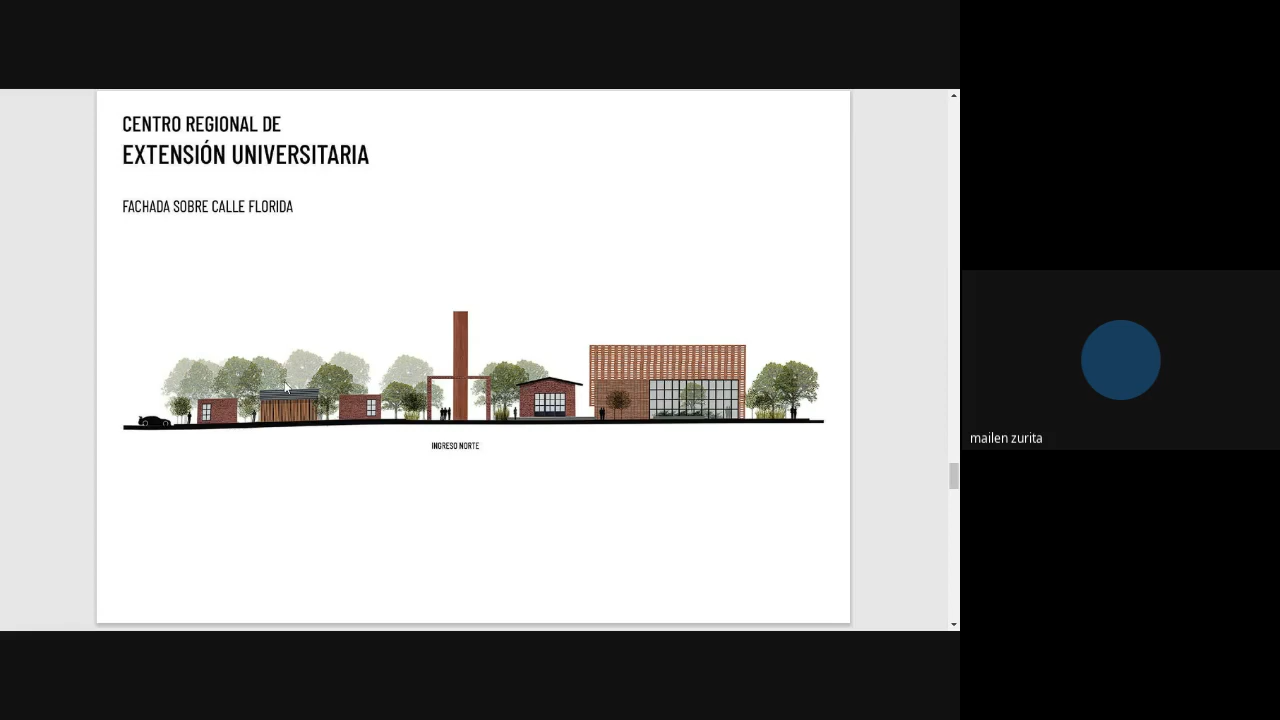 CENTRO REGIONAL DE
EXTENSIÓN UNIVERSITARIA
FACHADA SOBRE CALLE FLORIDA
INGRESO NORTE
mailen zurita